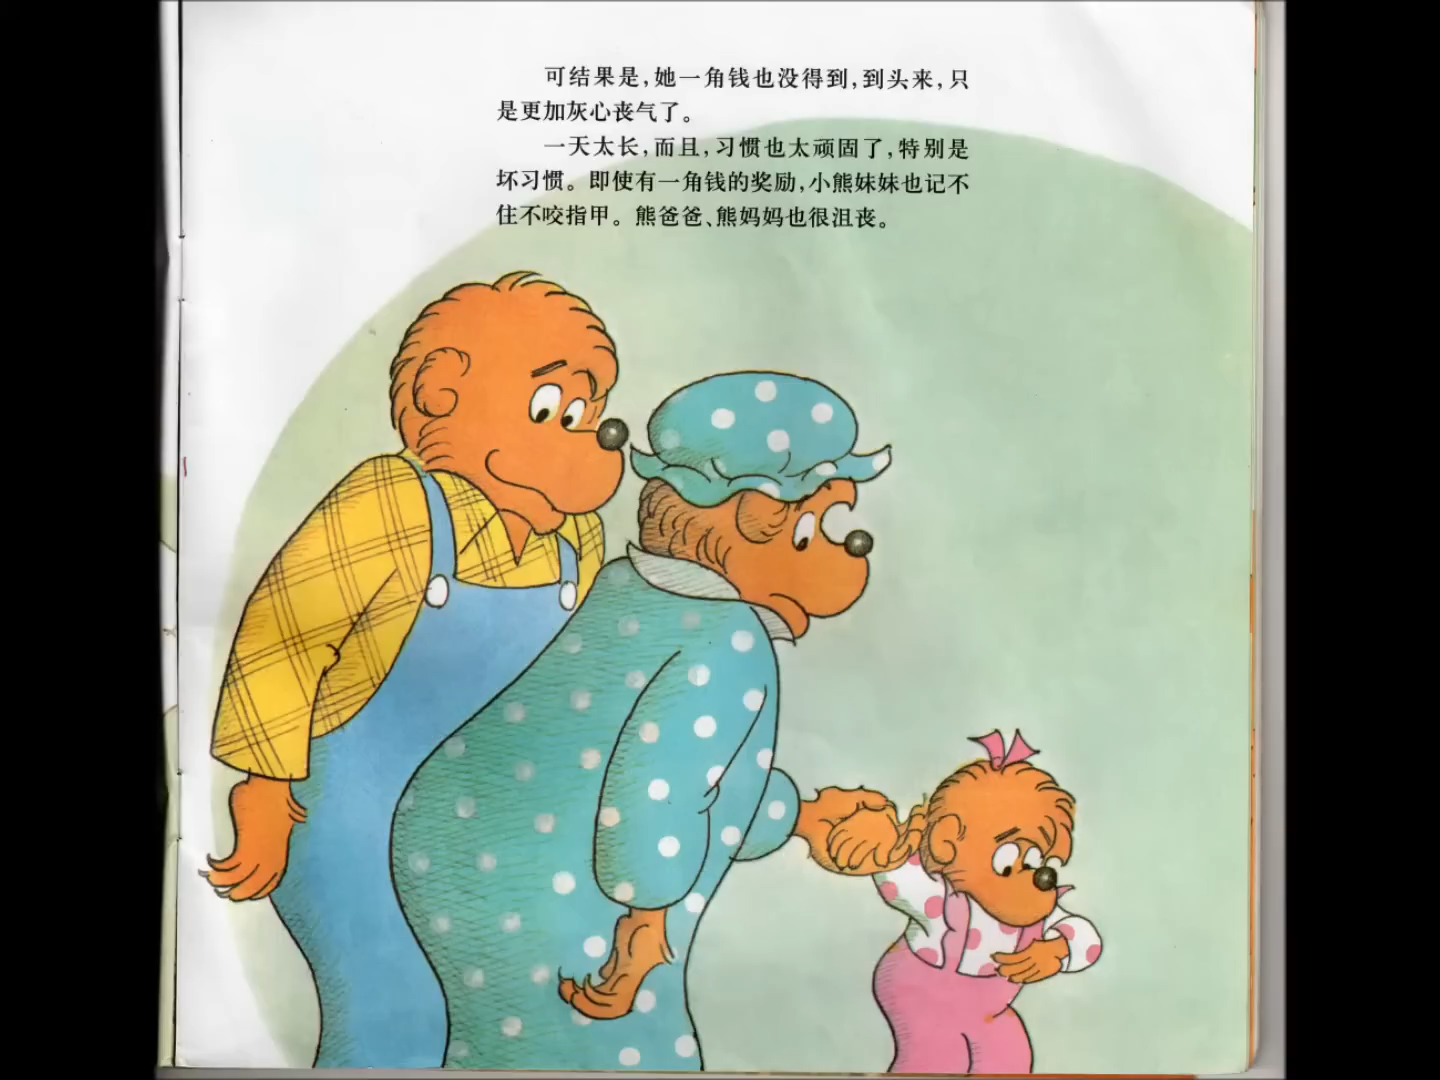 可结果是,她一角钱也没得到,到头来,只
是更加灰心丧气了。
一天太长,而且,习惯也太顽固了,特别是
坏习惯。即使有一角钱的奖励,小熊妹妹也记不
住不咬指甲。熊爸爸、熊妈妈也很沮丧。